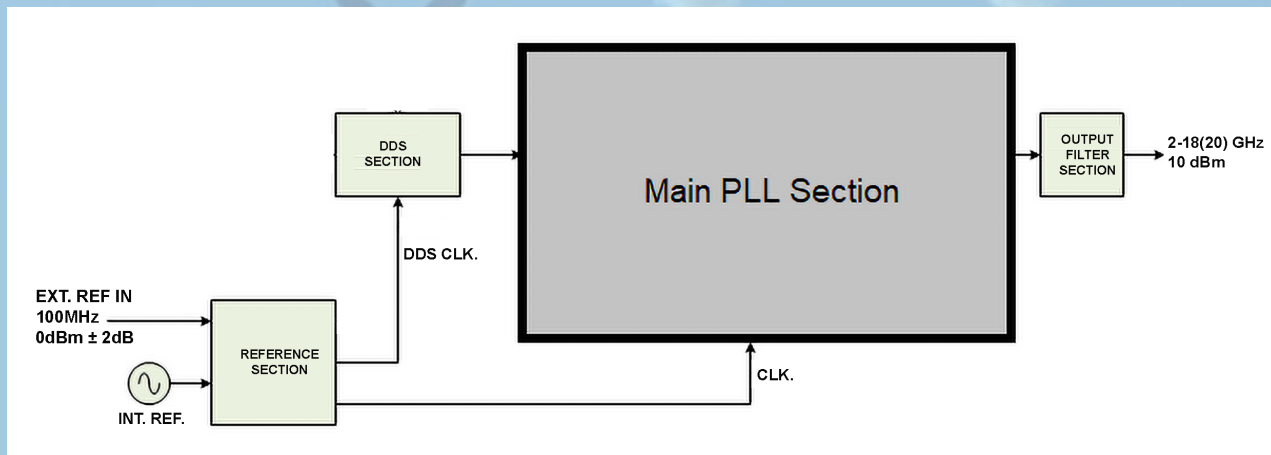 DDS
SECTION
Main PLL Section
OUTPUT
FILTER
SECTION
2-18(20) GHz
10 dBm
DDS CLK.
EXT. REF IN
100MHz
0dBm ± 2dB
REFERENCE
SECTION
INT. REF.
CLK.